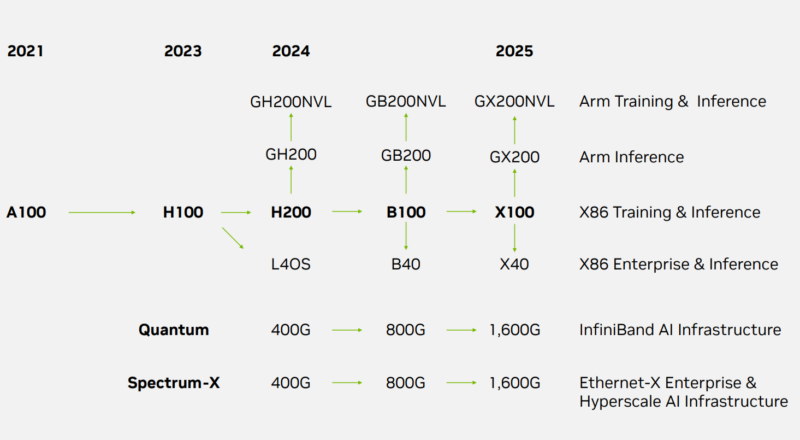 2021 2023 2024 2025
GH200NVL GB200NVL GX200NVL Arm Training & Inference
GH200 GB200 GX200 Arm Inference
A100 H100 H200 B100 X100 X86 Training & Inference
L4OS B40 X40 X86 Enterprise & Inference
Quantum 400G 800G 1,600G InfiniBand AI Infrastructure
Spectrum-X 400G 800G 1,600G Ethernet-X Enterprise &
Hyperscale AI Infrastructure